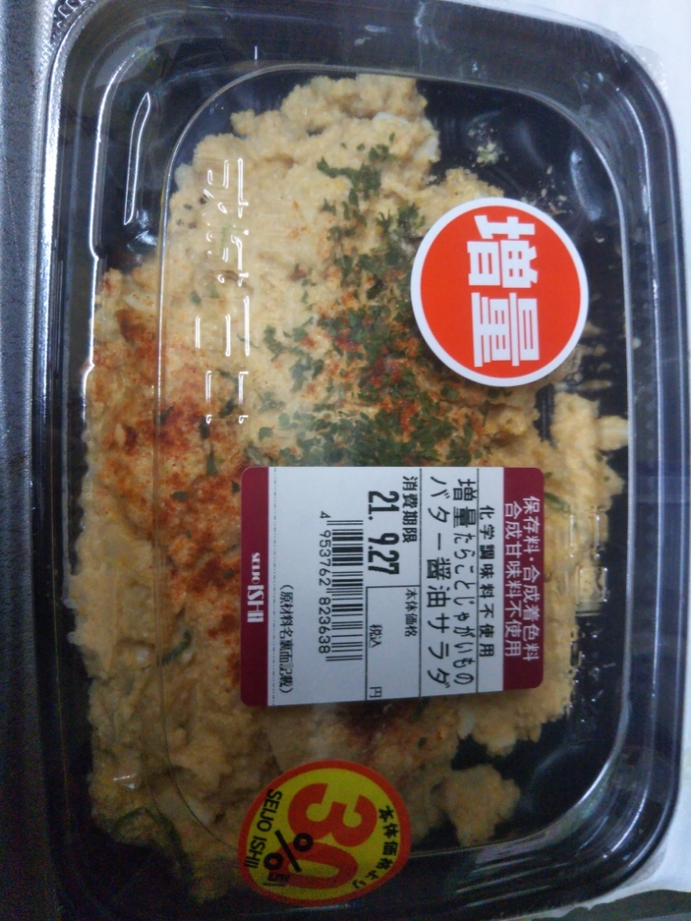 増量
保存料・合成着色料
合成甘味料不使用
化学調味料不使用
増量たらことじゃがいもの
バター醤油サラダ
消費期限
21. 9.27
本体価格
税込 円
4 953762 823638
SEIJO ISHII
(原材料名裏面記載)
本体価格より
30%引
SEIJO ISHII